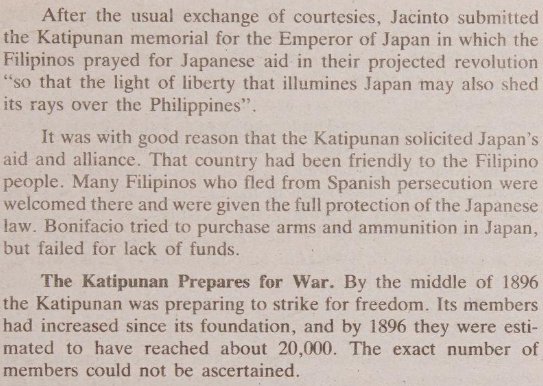 After the usual exchange of courtesies, Jacinto submitted
the Katipunan memorial for the Emperor of Japan in which the
Filipinos prayed for Japanese aid in their projected revolution
“so that the light of liberty that illumines Japan may also shed
its rays over the Philippines”.
It was with good reason that the Katipunan solicited Japan’s
aid and alliance. That country had been friendly to the Filipino
people. Many Filipinos who fled from Spanish persecution were
welcomed there and were given the full protection of the Japanese
law. Bonifacio tried to purchase arms and ammunition in Japan,
but failed for lack of funds.
The Katipunan Prepares for War. By the middle of 1896
the Katipunan was preparing to strike for freedom. Its members
had increased since its foundation, and by 1896 they were esti-
mated to have reached about 20,000. The exact number of
members could not be ascertained.